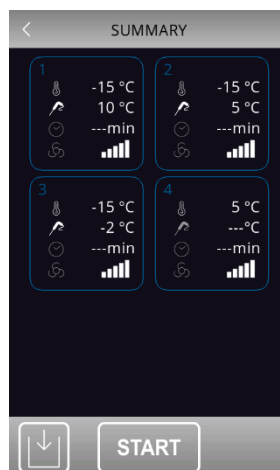 SUMMARY
1
-15 °C
10 °C
---min
2
-15 °C
5 °C
---min
3
-15 °C
-2 °C
---min
4
5 °C
---°C
---min
START